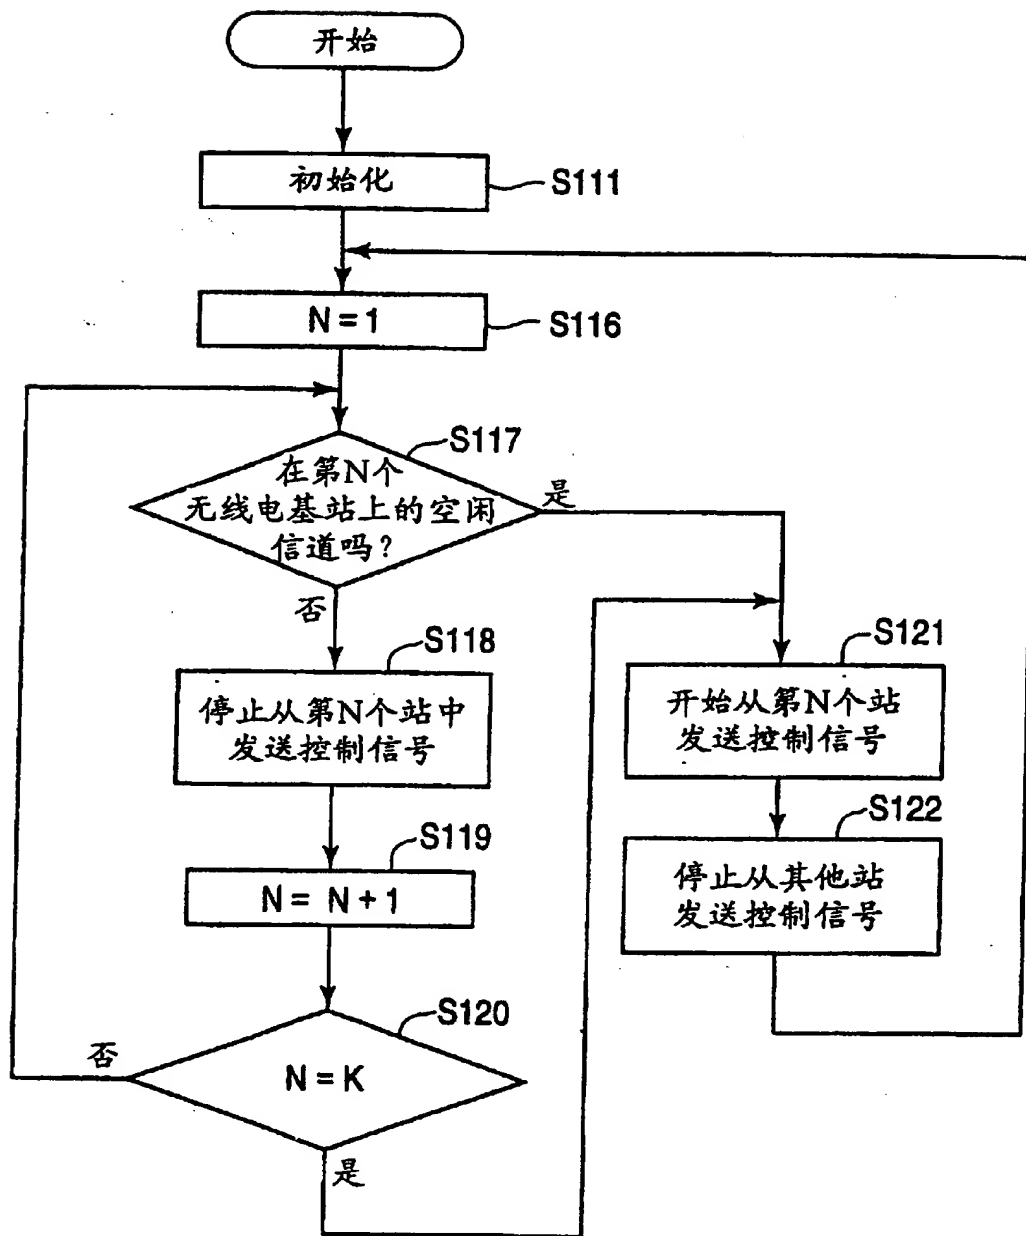 开始
初始化
S111
N=1
S116
S117
在第N个
无线电基站上的空闲
信道吗?
是
否
S118
停止从第N个站中
发送控制信号
S119
N= N+1
S120
N=K
否
是
S121
开始从第N个站
发送控制信号
S122
停止从其他站
发送控制信号